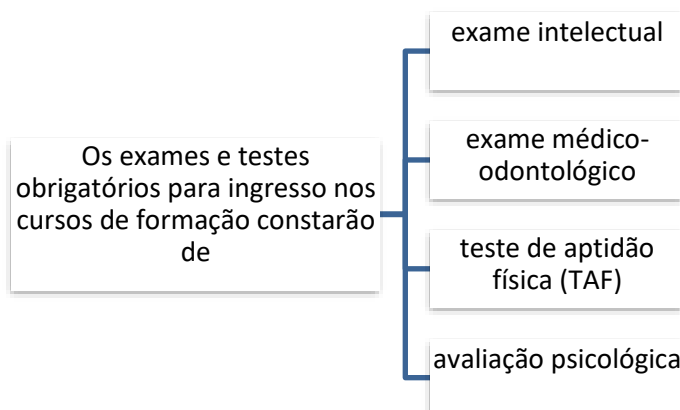 Os exames e testes
obrigatórios para ingresso nos
cursos de formação constarão
de
exame intelectual
exame médico-
odontológico
teste de aptidão
física (TAF)
avaliação psicológica